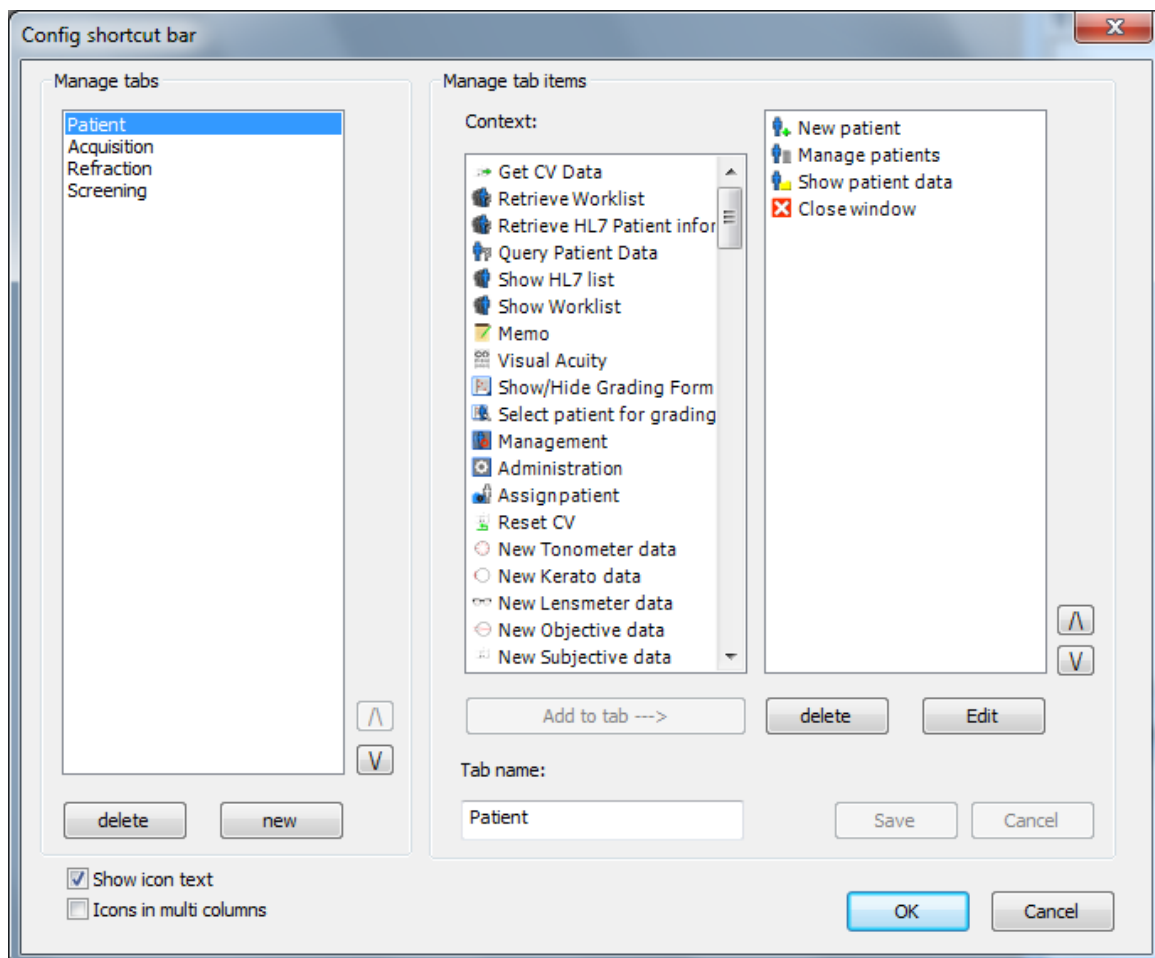 Config shortcut bar
Manage tabs
Patient
Acquisition
Refraction
Screening
/\
V
delete
new
Show icon text
Icons in multi columns
Manage tab items
Context:
Get CV Data
Retrieve Worklist
Retrieve HL7 Patient infor
Query Patient Data
Show HL7 list
Show Worklist
Memo
Visual Acuity
Show/Hide Grading Form
Select patient for grading
Management
Administration
Assign patient
Reset CV
New Tonometer data
New Kerato data
New Lensmeter data
New Objective data
New Subjective data
New patient
Manage patients
Show patient data
Close window
/\
V
Add to tab --->
delete
Edit
Tab name:
Patient
Save
Cancel
OK
Cancel